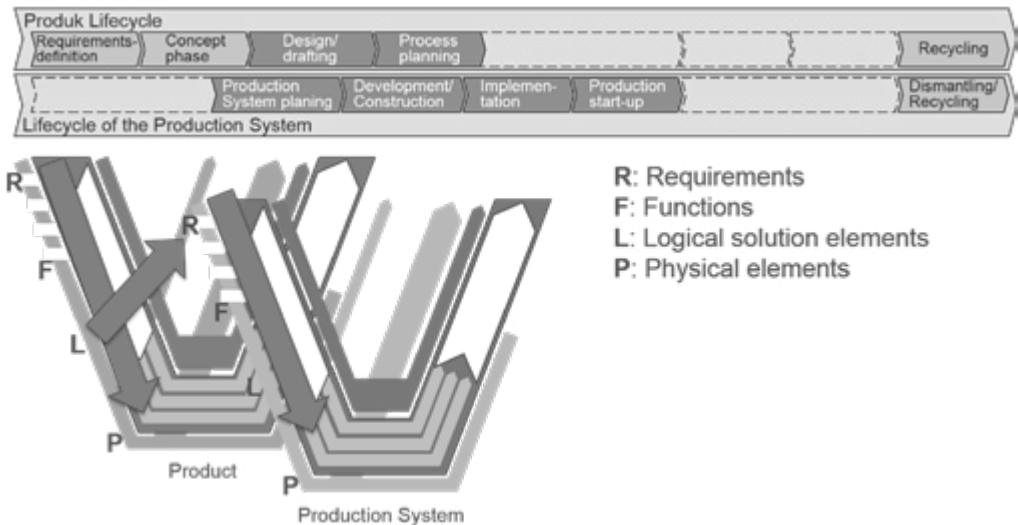 Produk Lifecycle
Requirements-
definition
Concept
phase
Design/
drafting
Process
planning
Recycling
Production
System planing
Development/
Construction
Implemen-
tation
Production
start-up
Dismantling/
Recycling
Lifecycle of the Production System
R
F
L
P
Product
R
F
L
P
Production System
R: Requirements
F: Functions
L: Logical solution elements
P: Physical elements